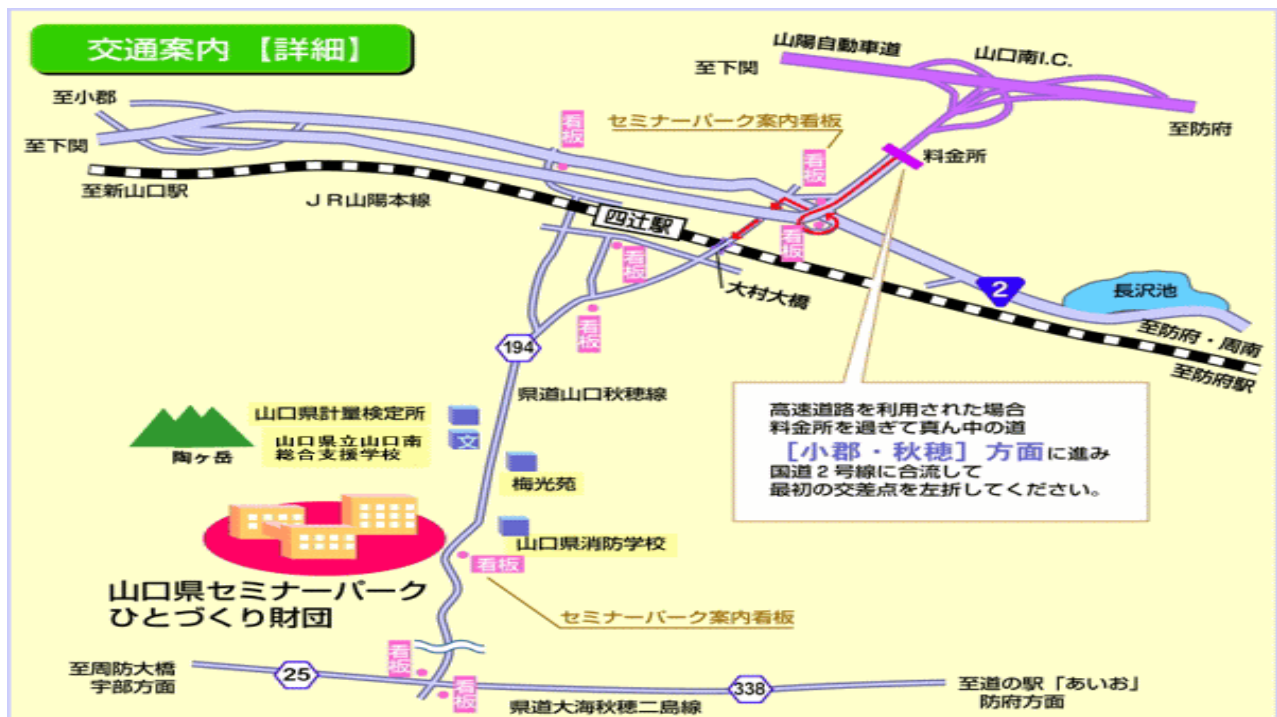 交通案内 【詳細】
山陽自動車道
山口南I.C.
至下関
至小郡
至防府
至下関
セミナーパーク案内看板
看板
看板
料金所
至新山口駅
JR山陽本線
四辻駅
看板
看板
大村大橋
2
長沢池
看板
至防府・周南
至防府駅
194
県道山口秋穂線
高速道路を利用された場合
料金所を過ぎて真ん中の道
[小郡・秋穂] 方面に進み
国道2号線に合流して
最初の交差点を左折してください。
山口県計量検定所
陶ヶ岳
山口県立山口南
総合支援学校
文
梅光苑
山口県消防学校
看板
山口県セミナーパーク
ひとづくり財団
セミナーパーク案内看板
看板
至周防大橋
宇部方面
25
看板
県道大海秋穂二島線
338
至道の駅「あいお」
防府方面